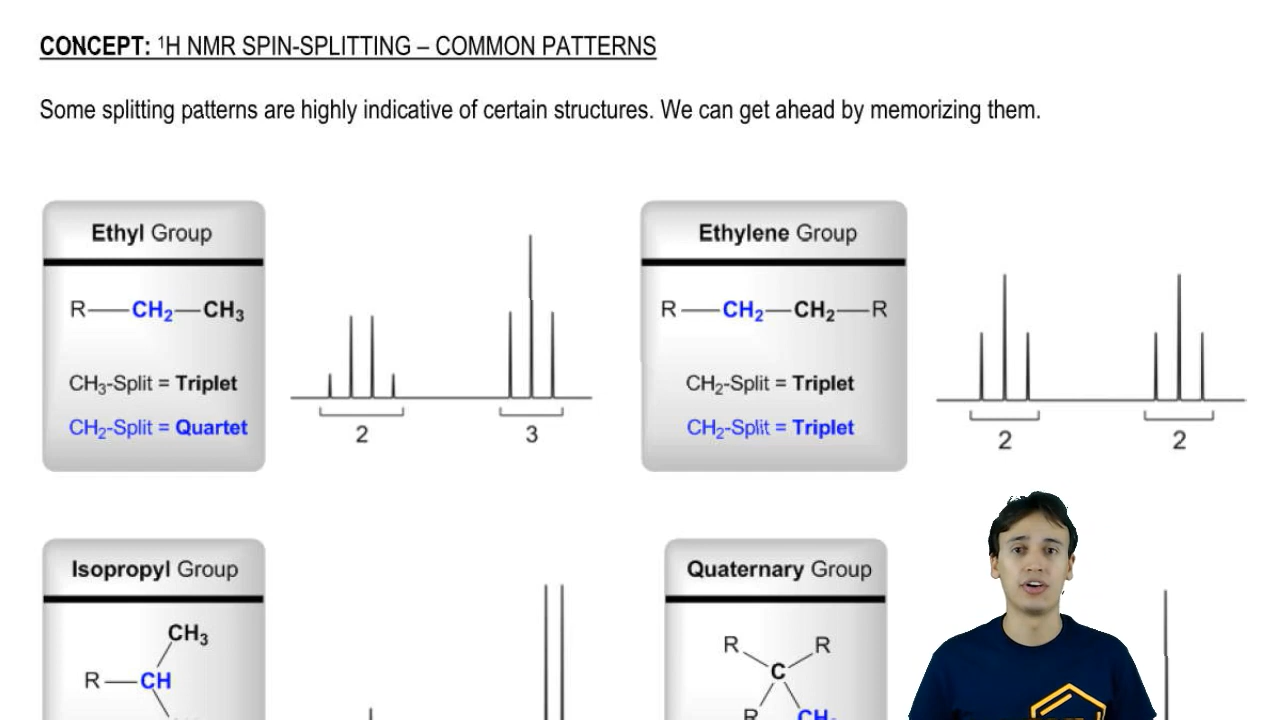 CONCEPT: ¹H NMR SPIN-SPLITTING – COMMON PATTERNS
Some splitting patterns are highly indicative of certain structures. We can get ahead by memorizing them.
Ethyl Group
R—CH₂—CH₃
CH₃-Split = Triplet
CH₂-Split = Quartet
2
3
Ethylene Group
R—CH₂—CH₂—R
CH₂-Split = Triplet
CH₂-Split = Triplet
2
2
Isopropyl Group
CH₃
R—CH
Quaternary Group
R R
C
R